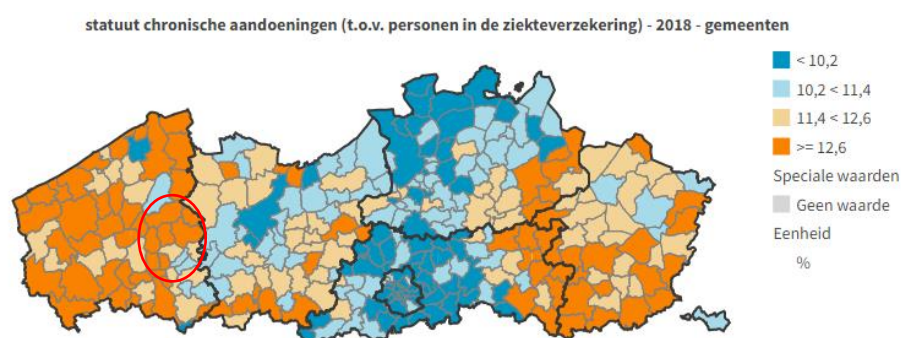 statuut chronische aandoeningen (t.o.v. personen in de ziekteverzekering) - 2018 - gemeenten
< 10,2
10,2 < 11,4
11,4 < 12,6
>= 12,6
Speciale waarden
Geen waarde
Eenheid
%